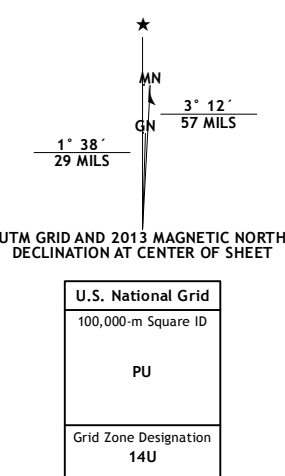 ★
MN
GN
3° 12´
57 MILS
1° 38´
29 MILS
UTM GRID AND 2013 MAGNETIC NORTH
DECLINATION AT CENTER OF SHEET
U.S. National Grid
100,000-m Square ID
PU
Grid Zone Designation
14U